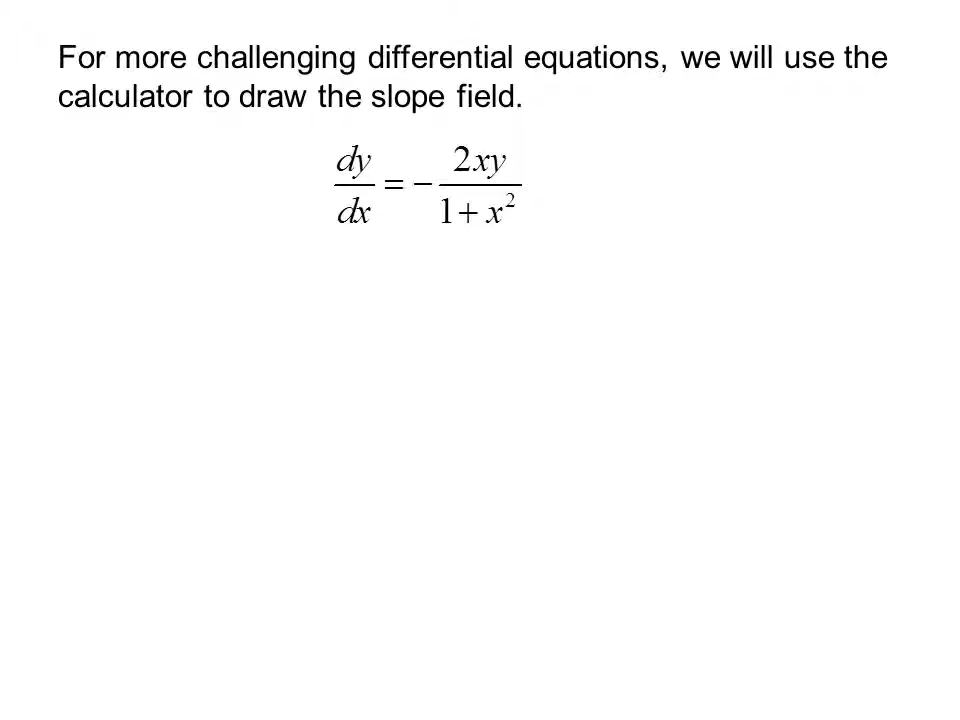 For more challenging differential equations, we will use the
calculator to draw the slope field.
dy/dx = − 2xy/(1 + x²)